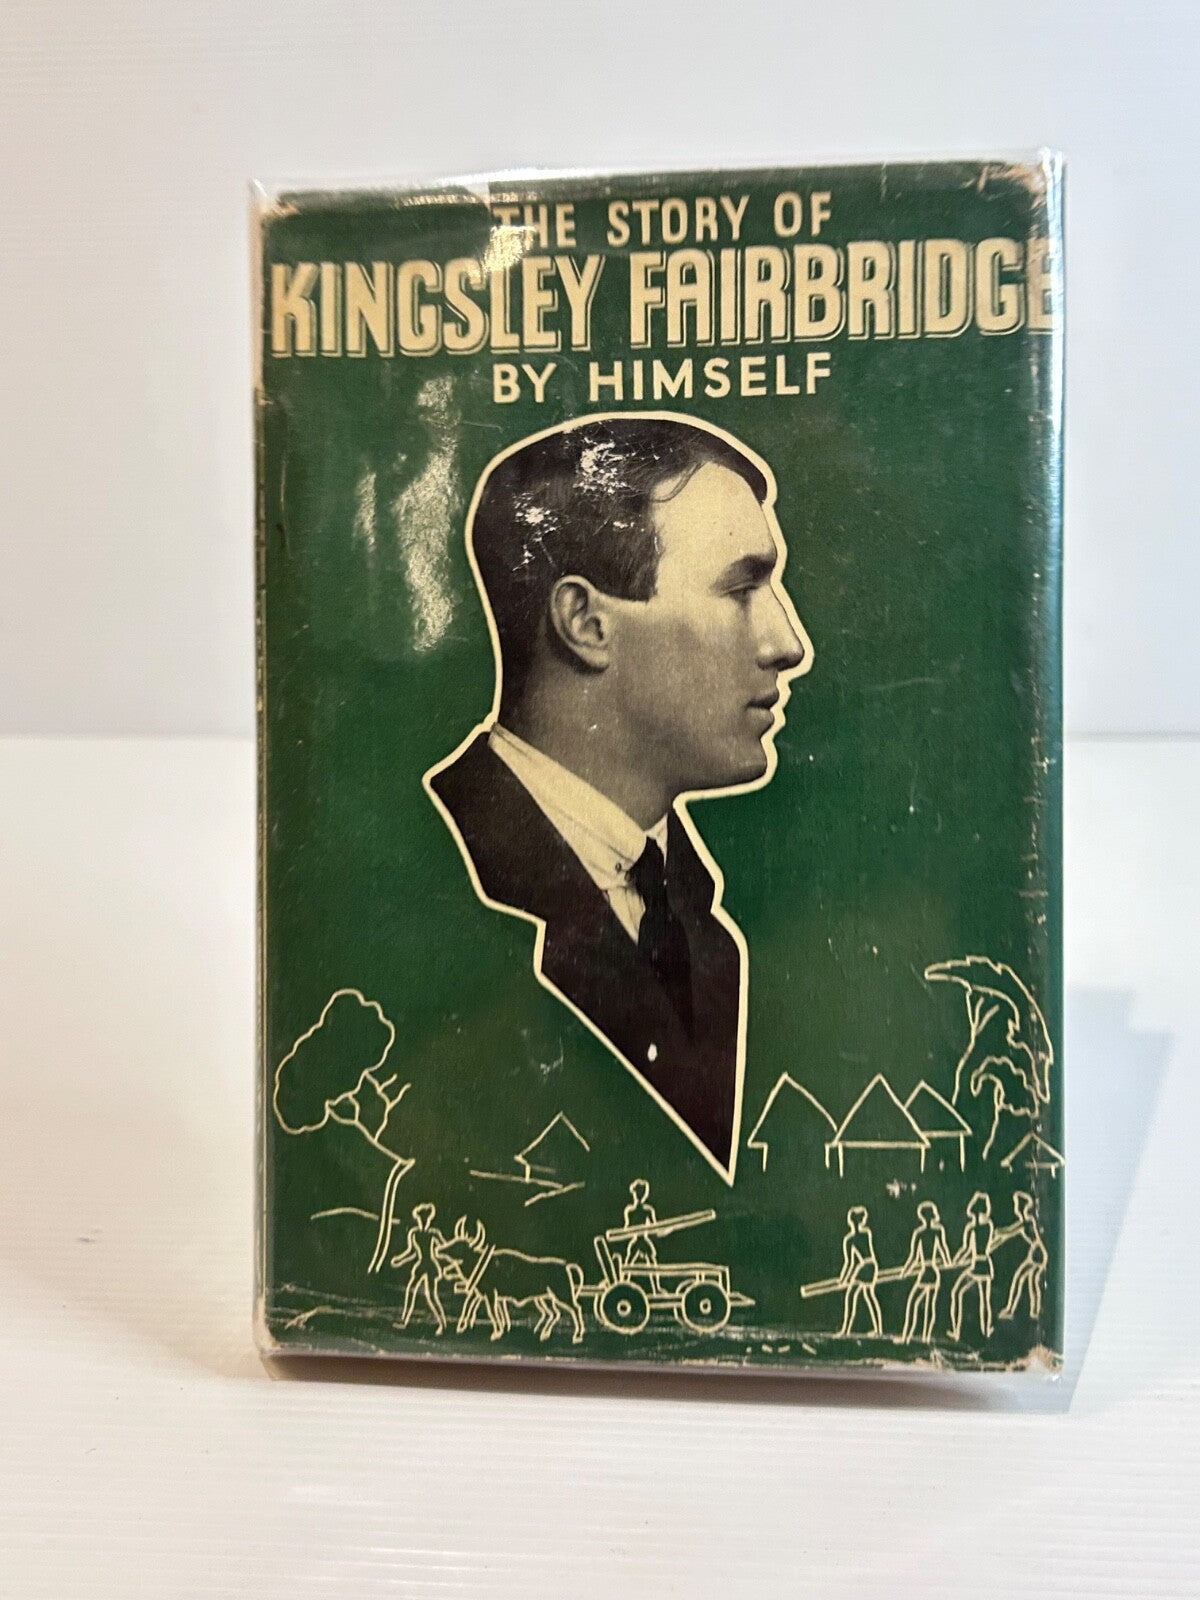 THE STORY OF
KINGSLEY FAIRBRIDGE
BY HIMSELF